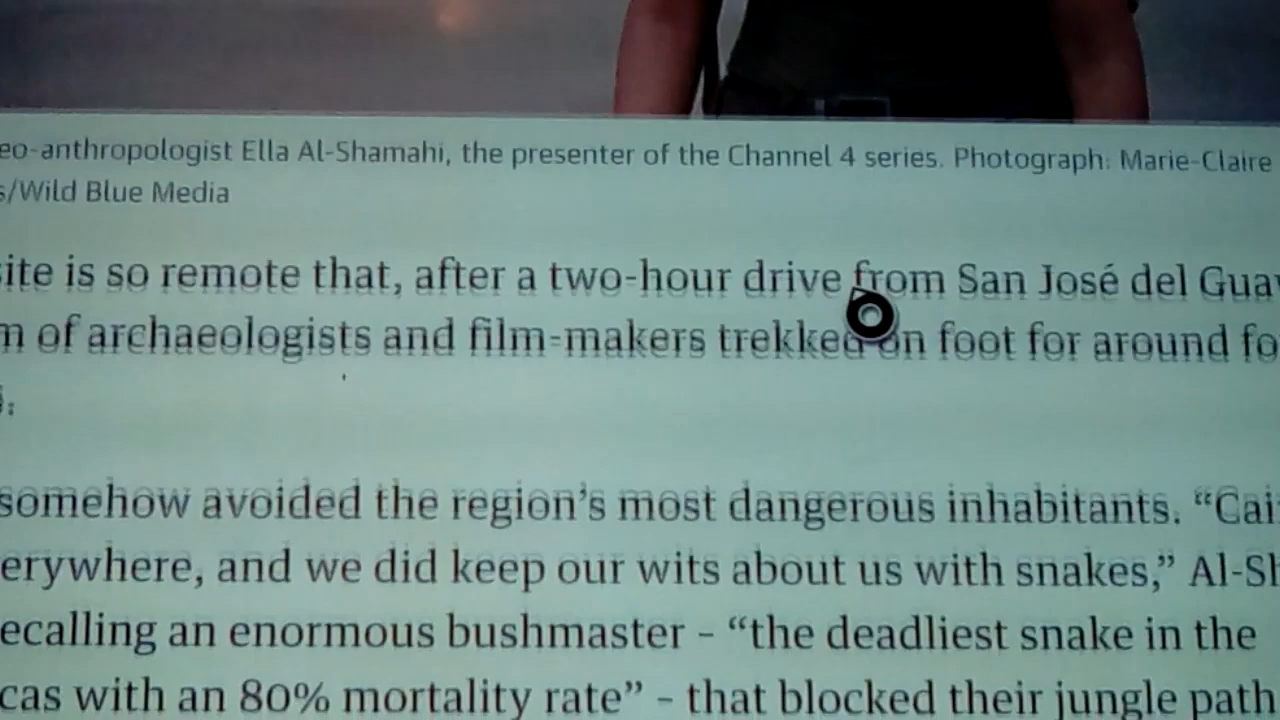 eo-anthropologist Ella Al-Shamahi, the presenter of the Channel 4 series. Photograph: Marie-Claire
s/Wild Blue Media
site is so remote that, after a two-hour drive from San José del Gua
m of archaeologists and film-makers trekked on foot for around fo
somehow avoided the region’s most dangerous inhabitants. “Cai
erywhere, and we did keep our wits about us with snakes,” Al-Sh
ecalling an enormous bushmaster – “the deadliest snake in the
cas with an 80% mortality rate” – that blocked their jungle path